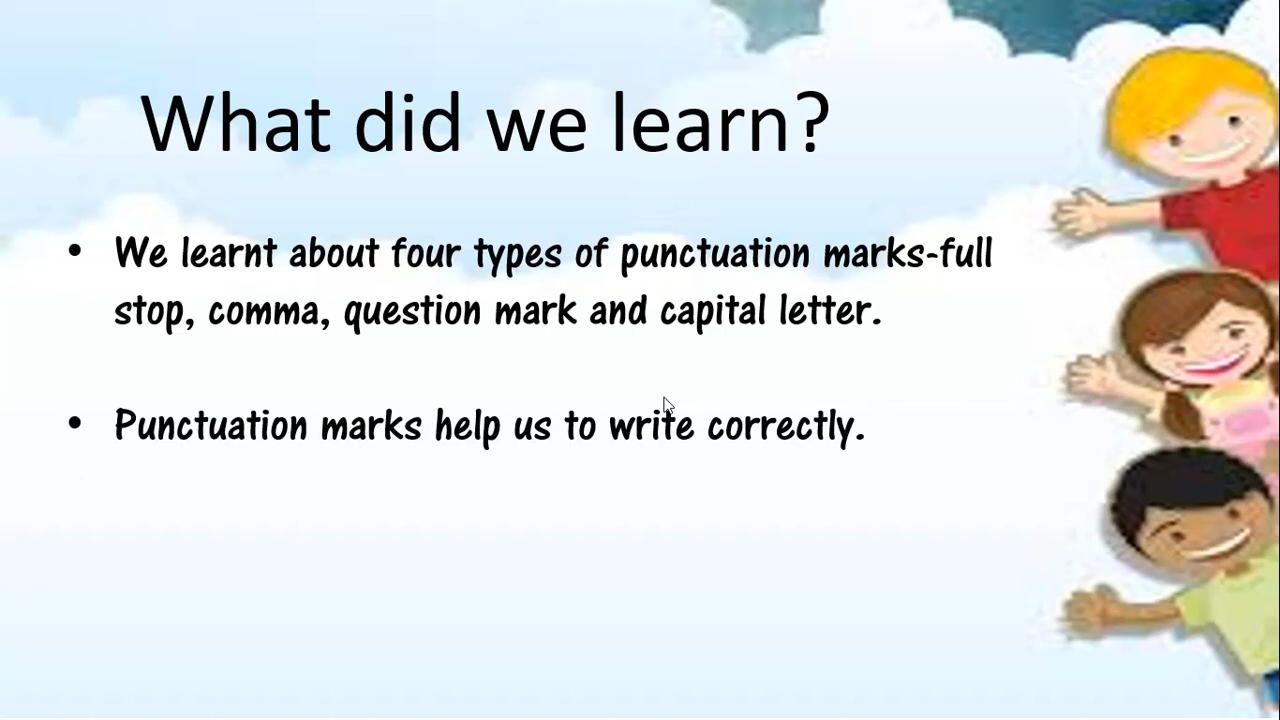 What did we learn?
• We learnt about four types of punctuation marks-full
stop, comma, question mark and capital letter.
• Punctuation marks help us to write correctly.